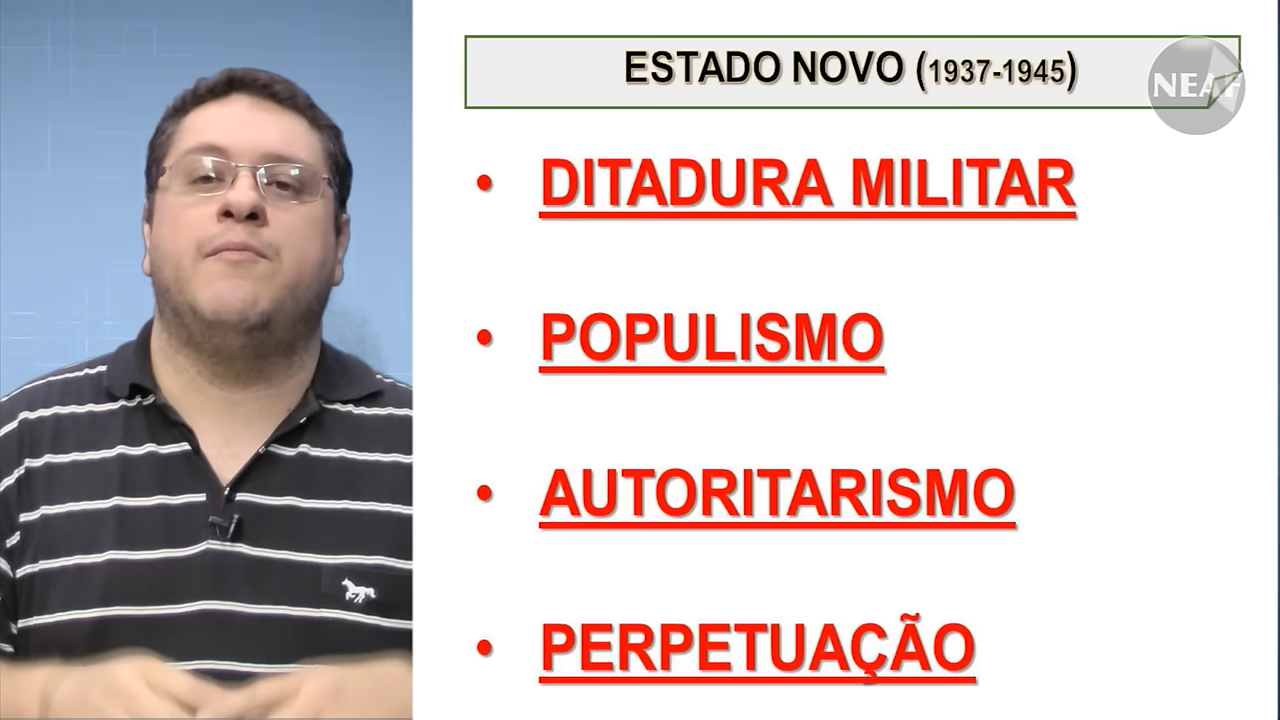 ESTADO NOVO (1937-1945)
NEAF
• DITADURA MILITAR
• POPULISMO
• AUTORITARISMO
• PERPETUAÇÃO